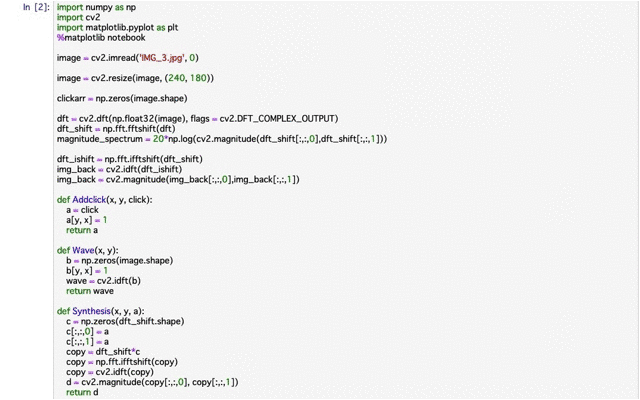 In [2]: import numpy as np
import cv2
import matplotlib.pyplot as plt
%matplotlib notebook
image = cv2.imread('IMG_3.jpg', 0)
image = cv2.resize(image, (240, 180))
clickarr = np.zeros(image.shape)
dft = cv2.dft(np.float32(image), flags = cv2.DFT_COMPLEX_OUTPUT)
dft_shift = np.fft.fftshift(dft)
magnitude_spectrum = 20*np.log(cv2.magnitude(dft_shift[:,:,0],dft_shift[:,:,1]))
dft_ishift = np.fft.ifftshift(dft_shift)
img_back = cv2.idft(dft_ishift)
img_back = cv2.magnitude(img_back[:,:,0],img_back[:,:,1])
def Addclick(x, y, click):
a = click
a[y, x] = 1
return a
def Wave(x, y):
b = np.zeros(image.shape)
b[y, x] = 1
wave = cv2.idft(b)
return wave
def Synthesis(x, y, a):
c = np.zeros(dft_shift.shape)
c[:,:,0] = a
c[:,:,1] = a
copy = dft_shift*c
copy = np.fft.ifftshift(copy)
copy = cv2.idft(copy)
d = cv2.magnitude(copy[:,:,0], copy[:,:,1])
return d